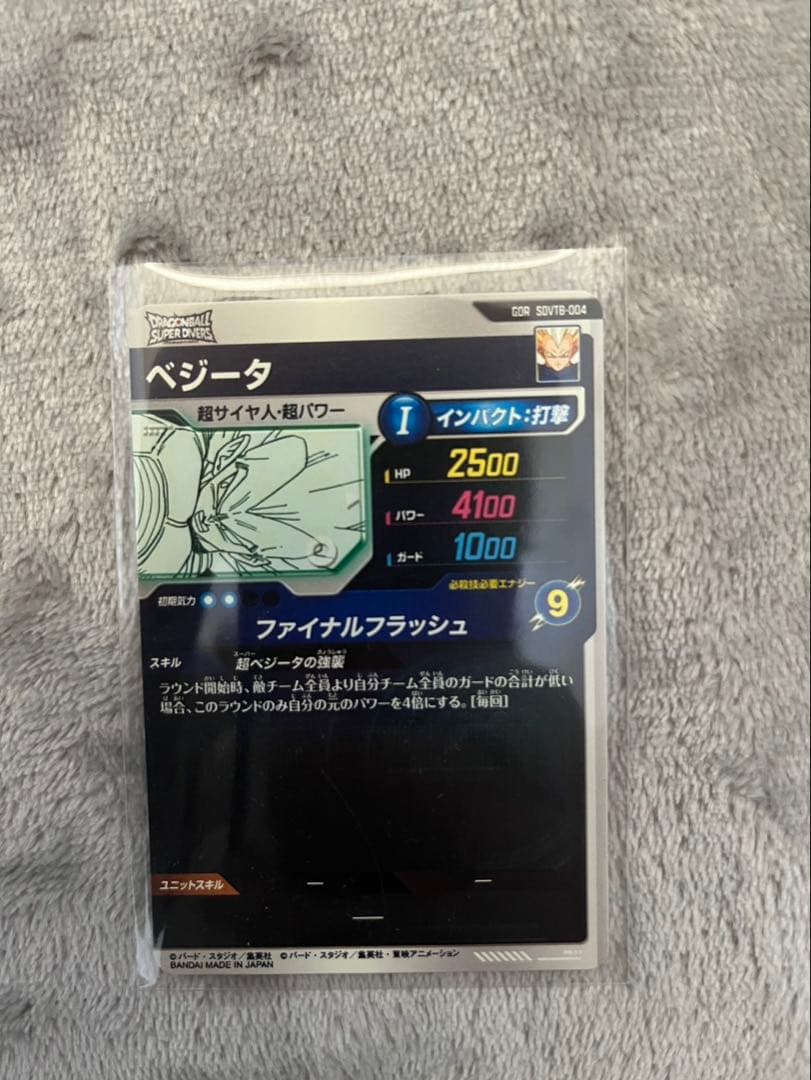 GDR SDVTB-004
DRAGONBALL
SUPER DIVERS
ベジータ
超サイヤ人・超パワー
I インパクト:打撃
HP 2500
パワー 4100
ガード 1000
必殺技必要エナジー
9
初期気力
ファイナルフラッシュ
スキル 超ベジータの強襲
ラウンド開始時、敵チーム全員より自分チーム全員のガードの合計が低い
場合、このラウンドのみ自分の元のパワーを4倍にする。[毎回]
ユニットスキル
©バード・スタジオ/集英社 ©バード・スタジオ/集英社・東映アニメーション
BANDAI MADE IN JAPAN